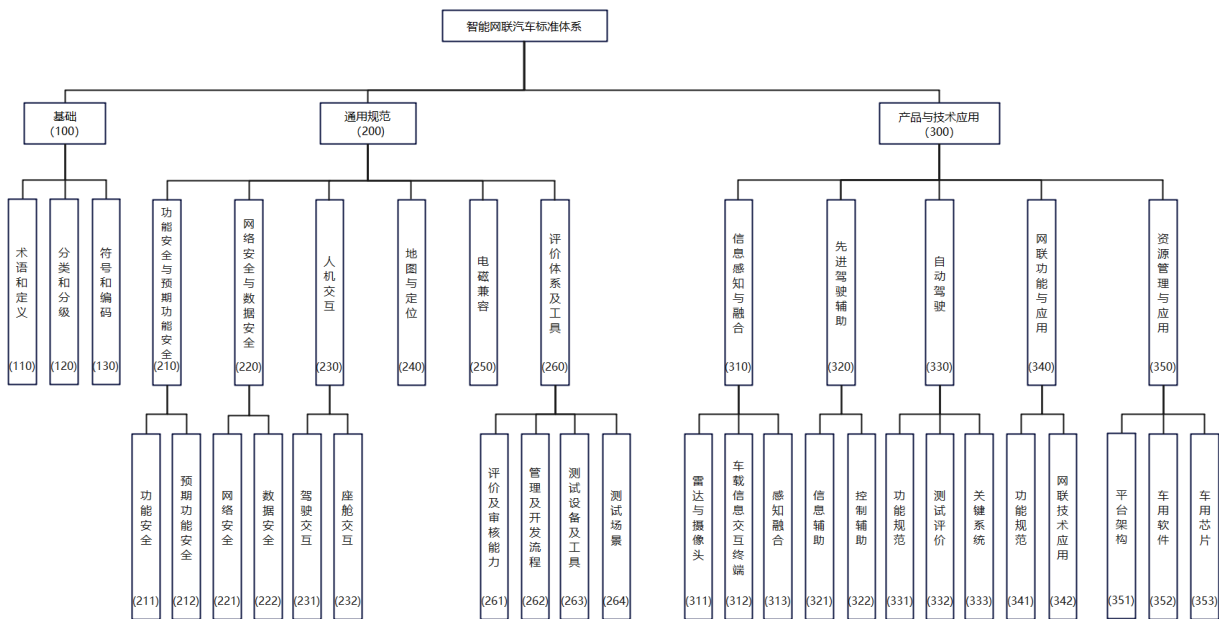 智能网联汽车标准体系
基础
(100)
通用规范
(200)
产品与技术应用
(300)
术语和定义
(110)
分类和分级
(120)
符号和编码
(130)
功能安全与预期功能安全
(210)
网络安全与数据安全
(220)
人机交互
(230)
地图与定位
(240)
电磁兼容
(250)
评价体系及工具
(260)
信息感知与融合
(310)
先进驾驶辅助
(320)
自动驾驶
(330)
网联功能与应用
(340)
资源管理与应用
(350)
功能安全
(211)
预期功能安全
(212)
网络安全
(221)
数据安全
(222)
驾驶交互
(231)
座舱交互
(232)
评价及审核能力
(261)
管理及开发流程
(262)
测试设备及工具
(263)
测试场景
(264)
雷达与摄像头
(311)
车载信息交互终端
(312)
感知融合
(313)
信息辅助
(321)
控制辅助
(322)
功能规范
(331)
测试评价
(332)
关键系统
(333)
功能规范
(341)
网联技术应用
(342)
平台架构
(351)
车用软件
(352)
车用芯片
(353)